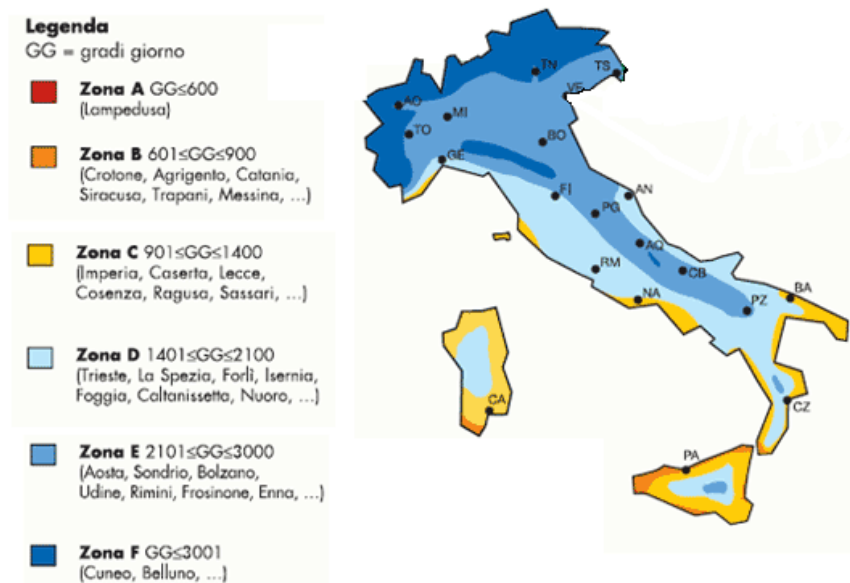 Legenda
GG = gradi giorno
Zona A GG≤600
(Lampedusa)
Zona B 601≤GG≤900
(Crotone, Agrigento, Catania,
Siracusa, Trapani, Messina, ...)
Zona C 901≤GG≤1400
(Imperia, Caserta, Lecce,
Cosenza, Ragusa, Sassari, ...)
Zona D 1401≤GG≤2100
(Trieste, La Spezia, Forlì, Isernia,
Foggia, Caltanissetta, Nuoro, ...)
Zona E 2101≤GG≤3000
(Aosta, Sondrio, Bolzano,
Udine, Rimini, Frosinone, Enna, ...)
Zona F GG≤3001
(Cuneo, Belluno, ...)
TN
TS
VE
AO
MI
TO
BO
GE
FI
AN
PG
AQ
RM
CB
NA
BA
PZ
CA
CZ
PA